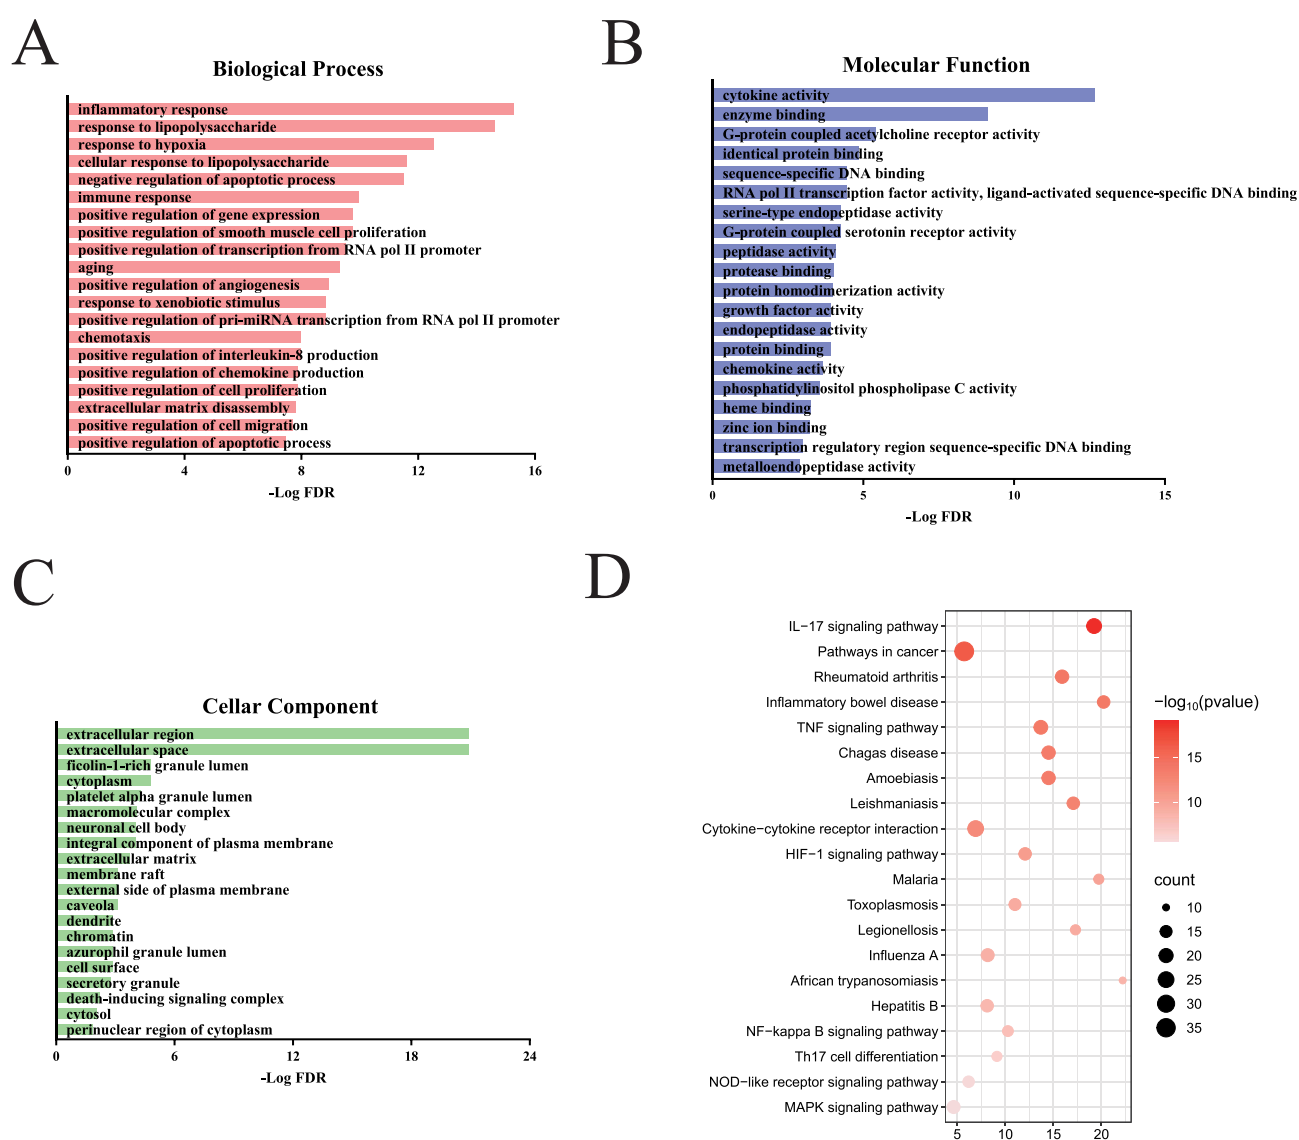 A
Biological Process
inflammatory response
response to lipopolysaccharide
response to hypoxia
cellular response to lipopolysaccharide
negative regulation of apoptotic process
immune response
positive regulation of gene expression
positive regulation of smooth muscle cell proliferation
positive regulation of transcription from RNA pol II promoter
aging
positive regulation of angiogenesis
response to xenobiotic stimulus
positive regulation of pri-miRNA transcription from RNA pol II promoter
chemotaxis
positive regulation of interleukin-8 production
positive regulation of chemokine production
positive regulation of cell proliferation
extracellular matrix disassembly
positive regulation of cell migration
positive regulation of apoptotic process
0 4 8 12 16
-Log FDR
B
Molecular Function
cytokine activity
enzyme binding
G-protein coupled acetylcholine receptor activity
identical protein binding
sequence-specific DNA binding
RNA pol II transcription factor activity, ligand-activated sequence-specific DNA binding
serine-type endopeptidase activity
G-protein coupled serotonin receptor activity
peptidase activity
protease binding
protein homodimerization activity
growth factor activity
endopeptidase activity
protein binding
chemokine activity
phosphatidylinositol phospholipase C activity
heme binding
zinc ion binding
transcription regulatory region sequence-specific DNA binding
metalloendopeptidase activity
0 5 10 15
-Log FDR
C
Cellar Component
extracellular region
extracellular space
ficolin-1-rich granule lumen
cytoplasm
platelet alpha granule lumen
macromolecular complex
neuronal cell body
integral component of plasma membrane
extracellular matrix
membrane raft
external side of plasma membrane
caveola
dendrite
chromatin
azurophil granule lumen
cell surface
secretory granule
death-inducing signaling complex
cytosol
perinuclear region of cytoplasm
0 6 12 18 24
-Log FDR
D
IL−17 signaling pathway
Pathways in cancer
Rheumatoid arthritis
Inflammatory bowel disease
TNF signaling pathway
Chagas disease
Amoebiasis
Leishmaniasis
Cytokine−cytokine receptor interaction
HIF−1 signaling pathway
Malaria
Toxoplasmosis
Legionellosis
Influenza A
African trypanosomiasis
Hepatitis B
NF−kappa B signaling pathway
Th17 cell differentiation
NOD−like receptor signaling pathway
MAPK signaling pathway
5 10 15 20
−log₁₀(pvalue)
15
10
count
10
15
20
25
30
35